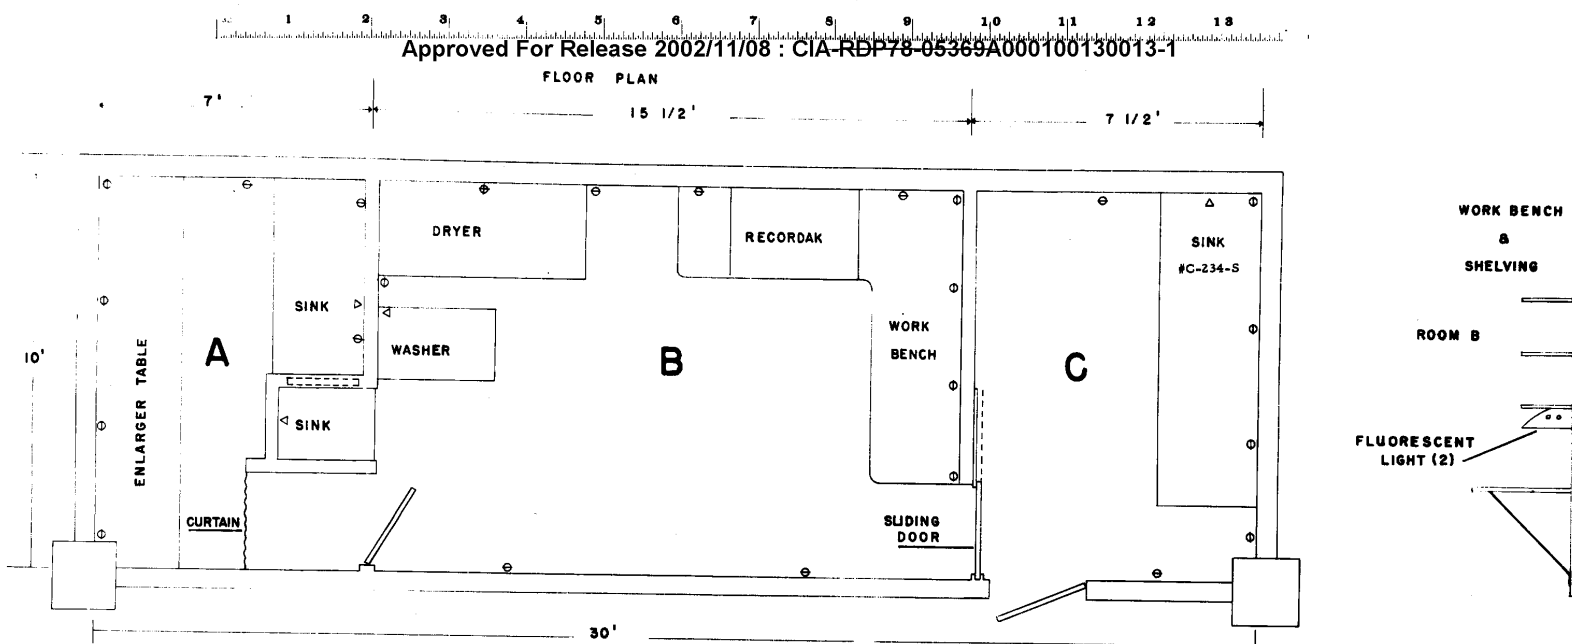 1 2 3 4 5 6 7 8 9 10 11 12 13
Approved For Release 2002/11/08 : CIA-RDP78-05369A000100130013-1
FLOOR PLAN
7'
15 1/2'
7 1/2'
DRYER
RECORDAK
SINK
#C-234-S
SINK
WASHER
WORK
BENCH
A
B
C
10'
ENLARGER TABLE
SINK
CURTAIN
SLIDING
DOOR
30'
WORK BENCH
&
SHELVING
ROOM B
FLUORESCENT
LIGHT (2)